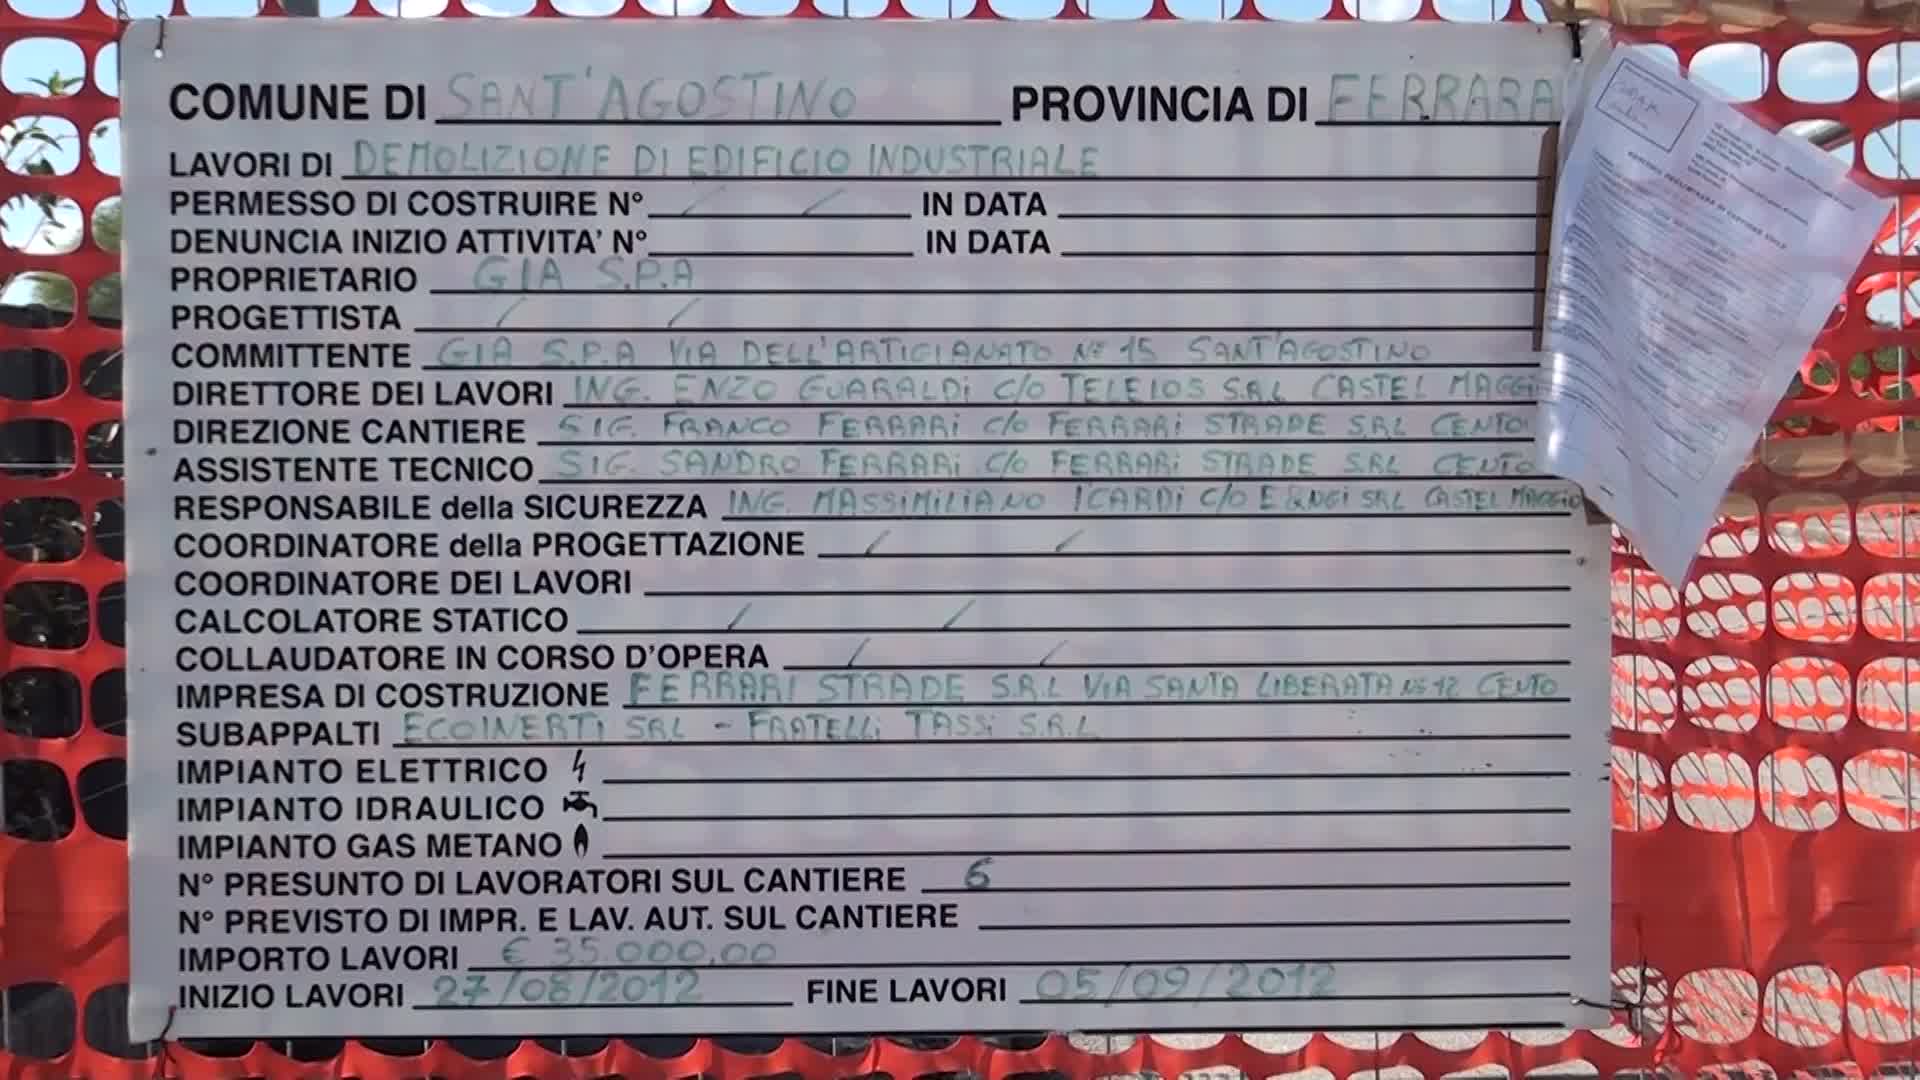 COMUNE DI SANT'AGOSTINO PROVINCIA DI FERRARA
LAVORI DI DEMOLIZIONE DI EDIFICIO INDUSTRIALE
PERMESSO DI COSTRUIRE N° / / IN DATA
DENUNCIA INIZIO ATTIVITA' N° IN DATA
PROPRIETARIO GIA S.P.A
PROGETTISTA / /
COMMITTENTE GIA S.P.A VIA DELL'ARTIGIANATO N° 15 SANT'AGOSTINO
DIRETTORE DEI LAVORI ING. ENZO GUARALDI C/O TELEIOS S.R.L CASTEL MAGGI
DIREZIONE CANTIERE SIG. FRANCO FERRARI C/O FERRARI STRADE S.R.L CENTO
ASSISTENTE TECNICO SIG. SANDRO FERRARI C/O FERRARI STRADE SRL CENTO
RESPONSABILE della SICUREZZA ING. MASSIMILIANO ICARDI C/O SRL CASTEL MAGGIO
COORDINATORE della PROGETTAZIONE / /
COORDINATORE DEI LAVORI
CALCOLATORE STATICO / /
COLLAUDATORE IN CORSO D'OPERA / /
IMPRESA DI COSTRUZIONE FERRARI STRADE S.R.L VIA SANTA LIBERATA N° 12 CENTO
SUBAPPALTI ECOINERTI SRL - FRATELLI TASSI S.R.L
IMPIANTO ELETTRICO
IMPIANTO IDRAULICO
IMPIANTO GAS METANO
N° PRESUNTO DI LAVORATORI SUL CANTIERE 6
N° PREVISTO DI IMPR. E LAV. AUT. SUL CANTIERE
IMPORTO LAVORI € 35.000,00
INIZIO LAVORI 27/08/2012 FINE LAVORI 05/09/2012